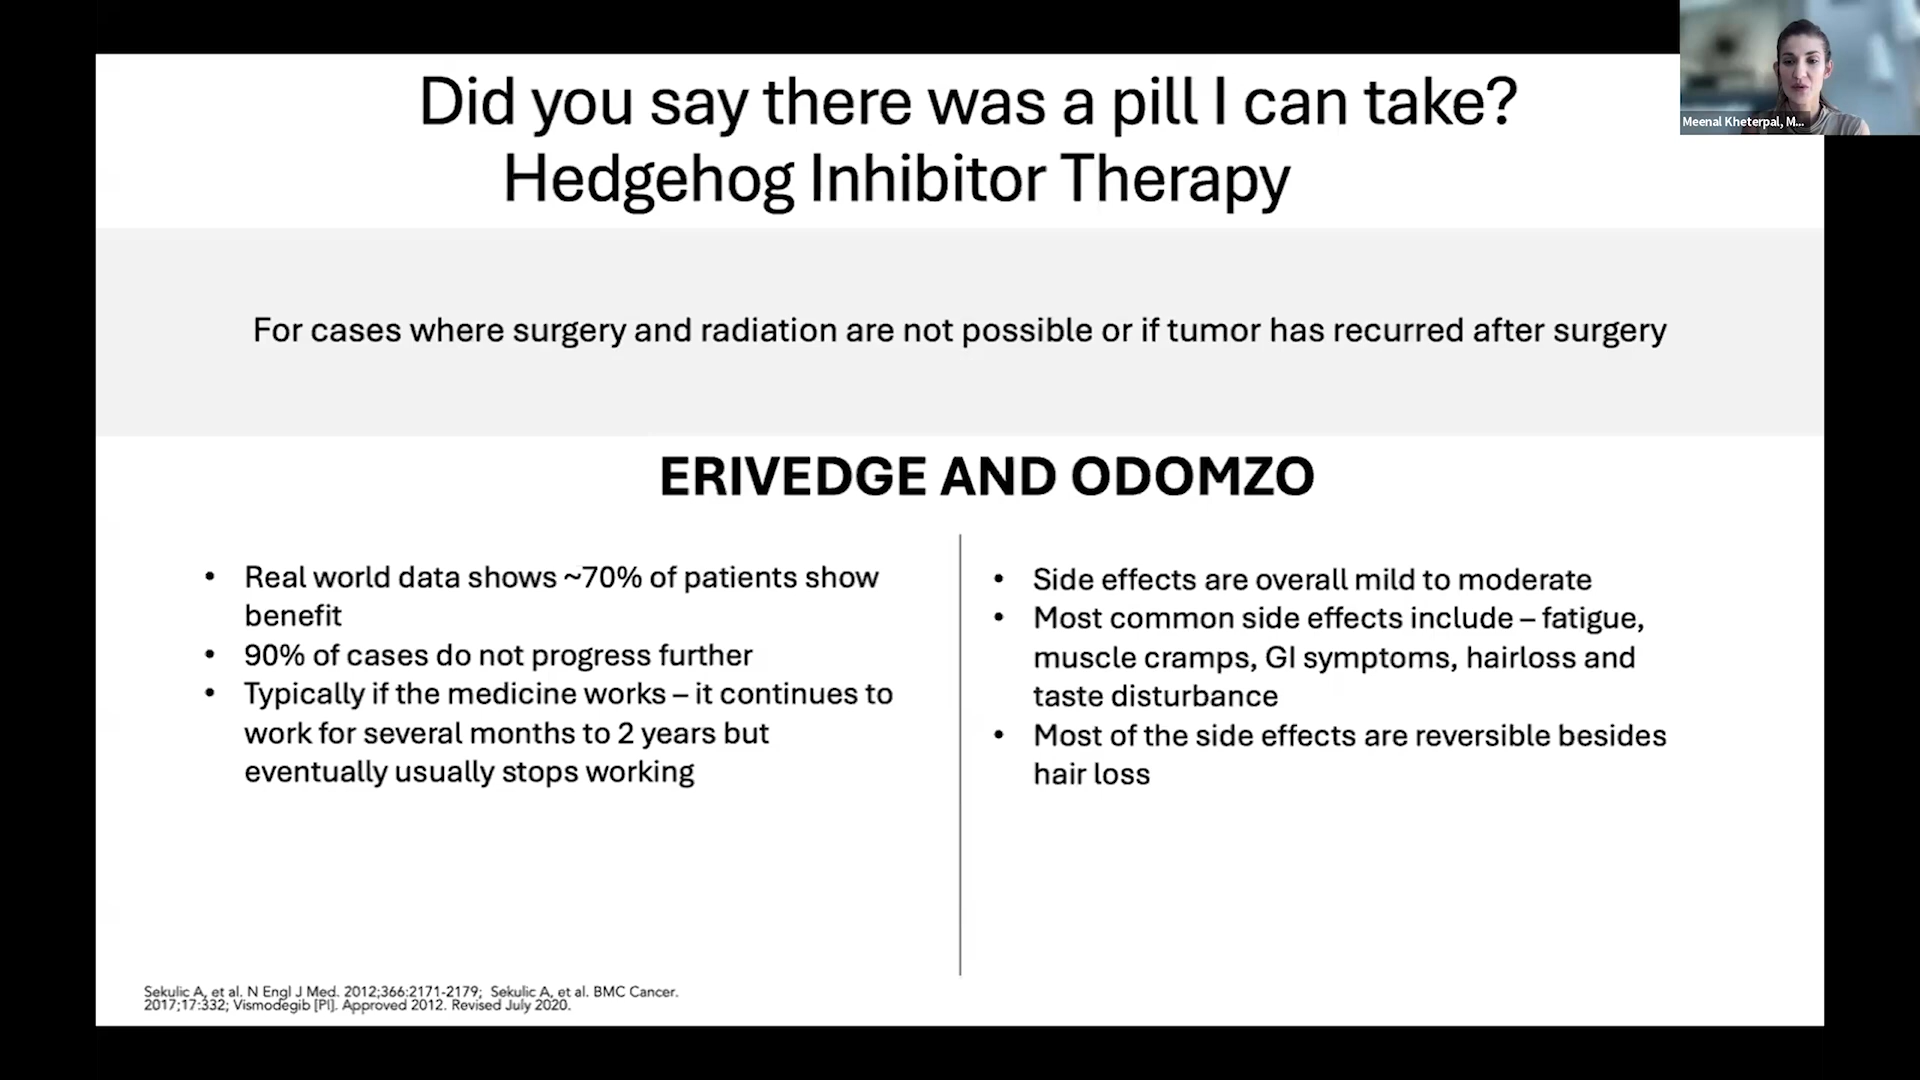 Did you say there was a pill I can take?
Hedgehog Inhibitor Therapy
Meenal Kheterpal, M...
For cases where surgery and radiation are not possible or if tumor has recurred after surgery
ERIVEDGE AND ODOMZO
• Real world data shows ~70% of patients show
benefit
• 90% of cases do not progress further
• Typically if the medicine works – it continues to
work for several months to 2 years but
eventually usually stops working
• Side effects are overall mild to moderate
• Most common side effects include – fatigue,
muscle cramps, GI symptoms, hairloss and
taste disturbance
• Most of the side effects are reversible besides
hair loss
Sekulic A, et al. N Engl J Med. 2012;366:2171-2179; Sekulic A, et al. BMC Cancer.
2017;17:332; Vismodegib [PI]. Approved 2012. Revised July 2020.